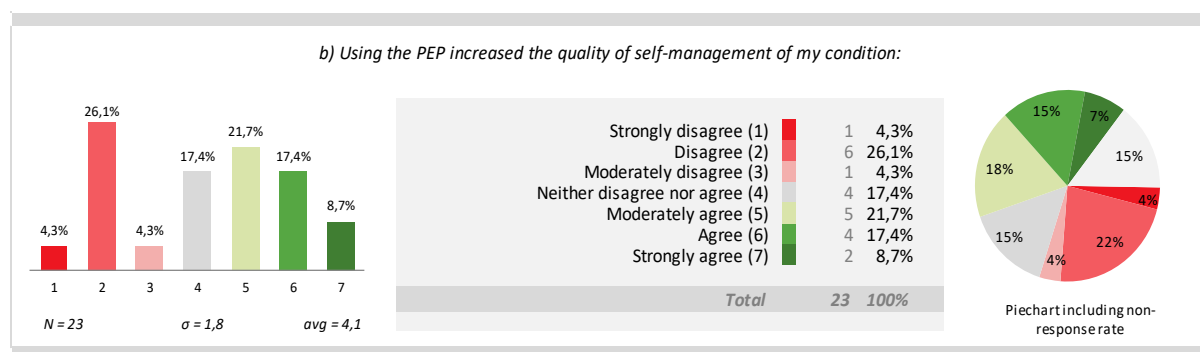 b) Using the PEP increased the quality of self-management of my condition:
26,1%
21,7%
17,4%
17,4%
8,7%
4,3%
4,3%
1 2 3 4 5 6 7
N = 23 σ = 1,8 avg = 4,1
Strongly disagree (1) 1 4,3%
Disagree (2) 6 26,1%
Moderately disagree (3) 1 4,3%
Neither disagree nor agree (4) 4 17,4%
Moderately agree (5) 5 21,7%
Agree (6) 4 17,4%
Strongly agree (7) 2 8,7%
Total 23 100%
15%
7%
15%
18%
4%
15%
22%
4%
Piechart including non-
response rate